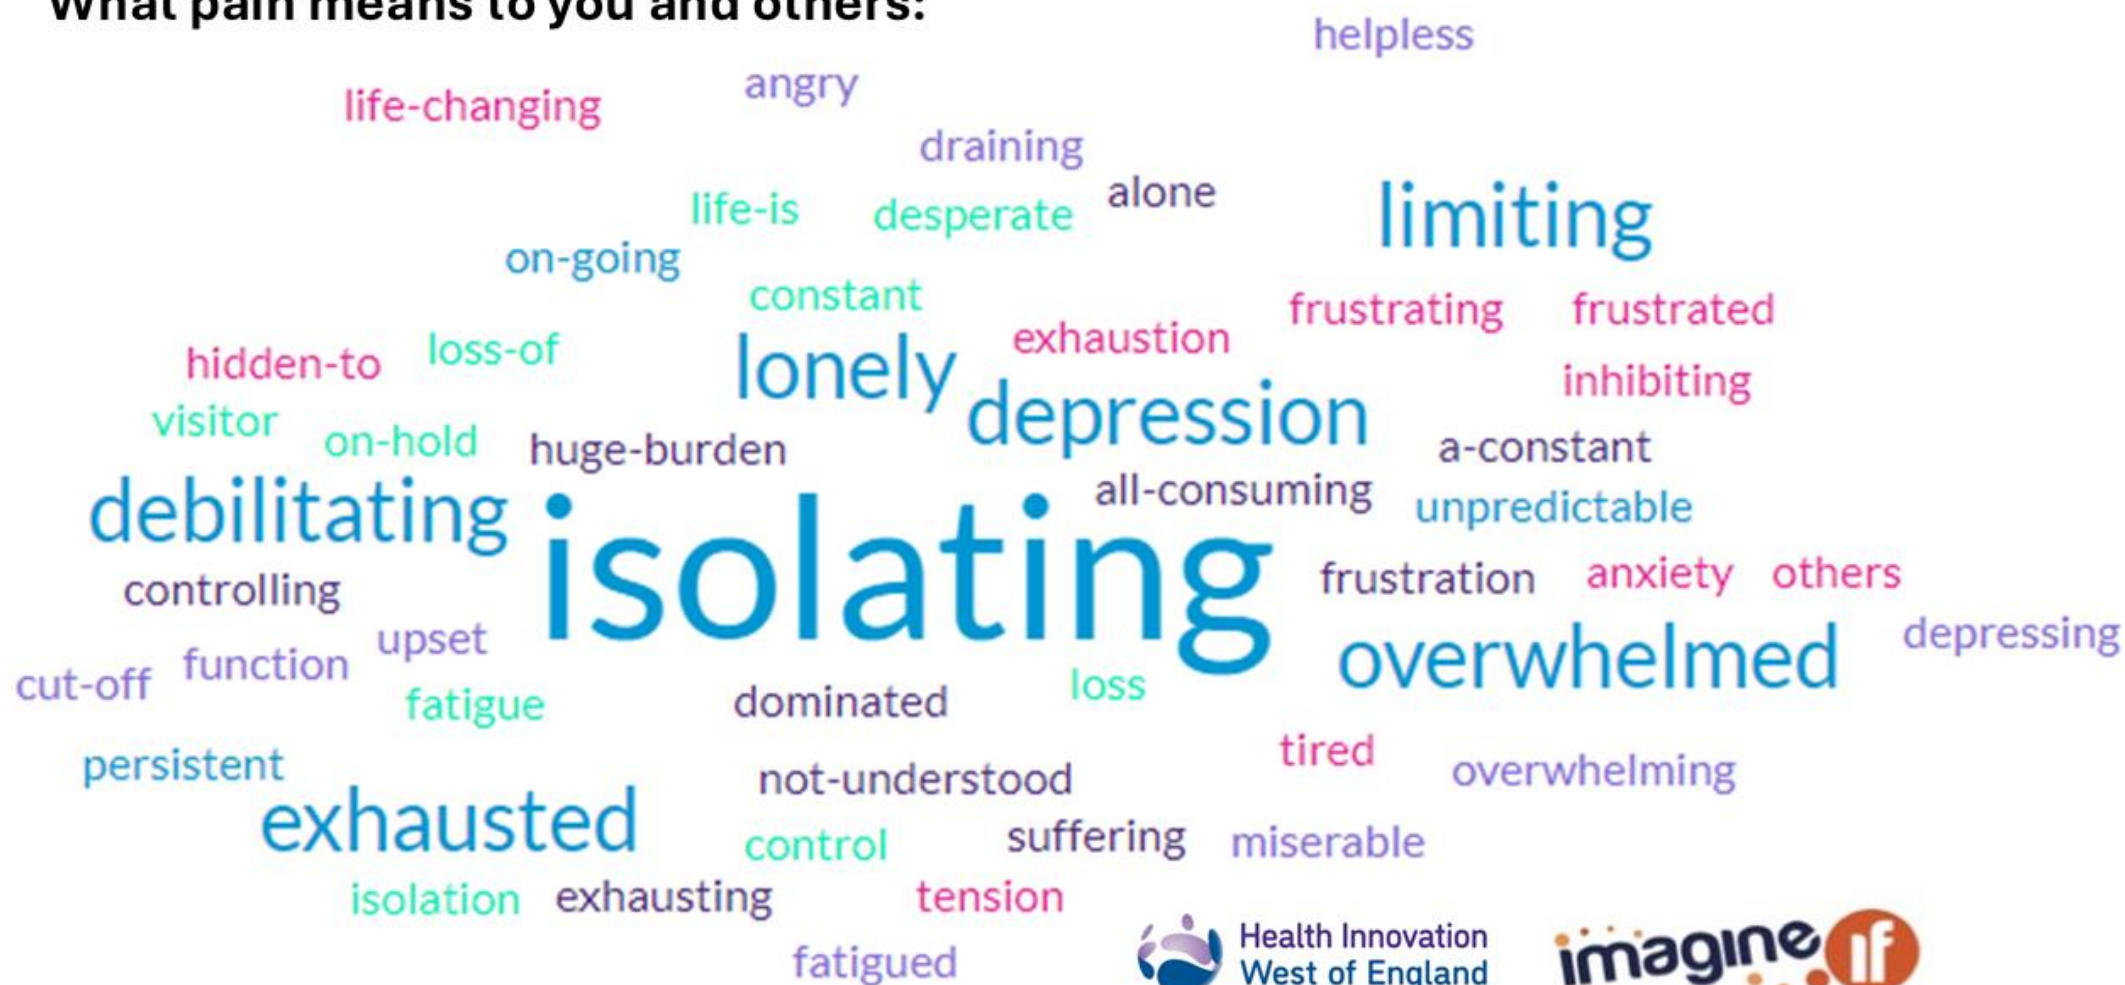 What pain means to you and others:
helpless
angry
life-changing
draining
alone
limiting
life-is
desperate
on-going
constant
frustrating
frustrated
exhaustion
hidden-to
loss-of
lonely
inhibiting
depression
visitor
on-hold
huge-burden
a-constant
all-consuming
unpredictable
debilitating
isolating
controlling
frustration
anxiety
others
upset
depressing
function
cut-off
overwhelmed
fatigue
dominated
loss
tired
persistent
not-understood
overwhelming
exhausted
control
suffering
miserable
isolation
exhausting
tension
fatigued
Health Innovation
West of England
imagine if